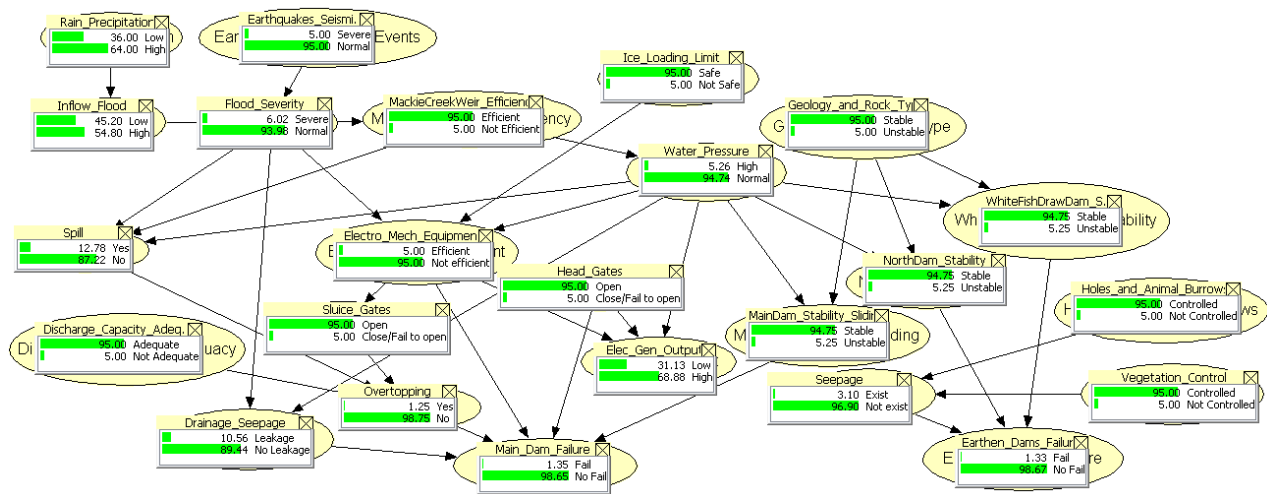 Rain_Precipitation
36.00 Low
64.00 High
Earthquakes_Seismi.
Ear
Events
5.00 Severe
95.00 Normal
Ice_Loading_Limit
95.00 Safe
5.00 Not Safe
Inflow_Flood
45.20 Low
54.80 High
Flood_Severity
6.02 Severe
93.98 Normal
MackieCreekWeir_Efficienc
M
ency
95.00 Efficient
5.00 Not Efficient
Geology_and_Rock_Typ
G
ype
95.00 Stable
5.00 Unstable
Water_Pressure
5.26 High
94.74 Normal
WhiteFishDrawDam_S.
Wh
ability
94.75 Stable
5.25 Unstable
Spill
12.78 Yes
87.22 No
Electro_Mech_Equipmen
E
nt
5.00 Efficient
95.00 Not efficient
Head_Gates
95.00 Open
5.00 Close/Fail to open
NorthDam_Stability
94.75 Stable
5.25 Unstable
Holes_and_Animal_Burrows
H
ws
95.00 Controlled
5.00 Not Controlled
Sluice_Gates
95.00 Open
5.00 Close/Fail to open
MainDam_Stability_Slidin
M
ding
94.75 Stable
5.25 Unstable
Discharge_Capacity_Adeq.
Di
uacy
95.00 Adequate
5.00 Not Adequate
Elec_Gen_Output
31.13 Low
68.88 High
Seepage
3.10 Exist
96.90 Not exist
Vegetation_Control
95.00 Controlled
5.00 Not Controlled
Overtopping
1.25 Yes
98.75 No
Drainage_Seepage
10.56 Leakage
89.44 No Leakage
Main_Dam_Failure
1.35 Fail
98.65 No Fail
Earthen_Dams_Failur
E
re
1.33 Fail
98.67 No Fail